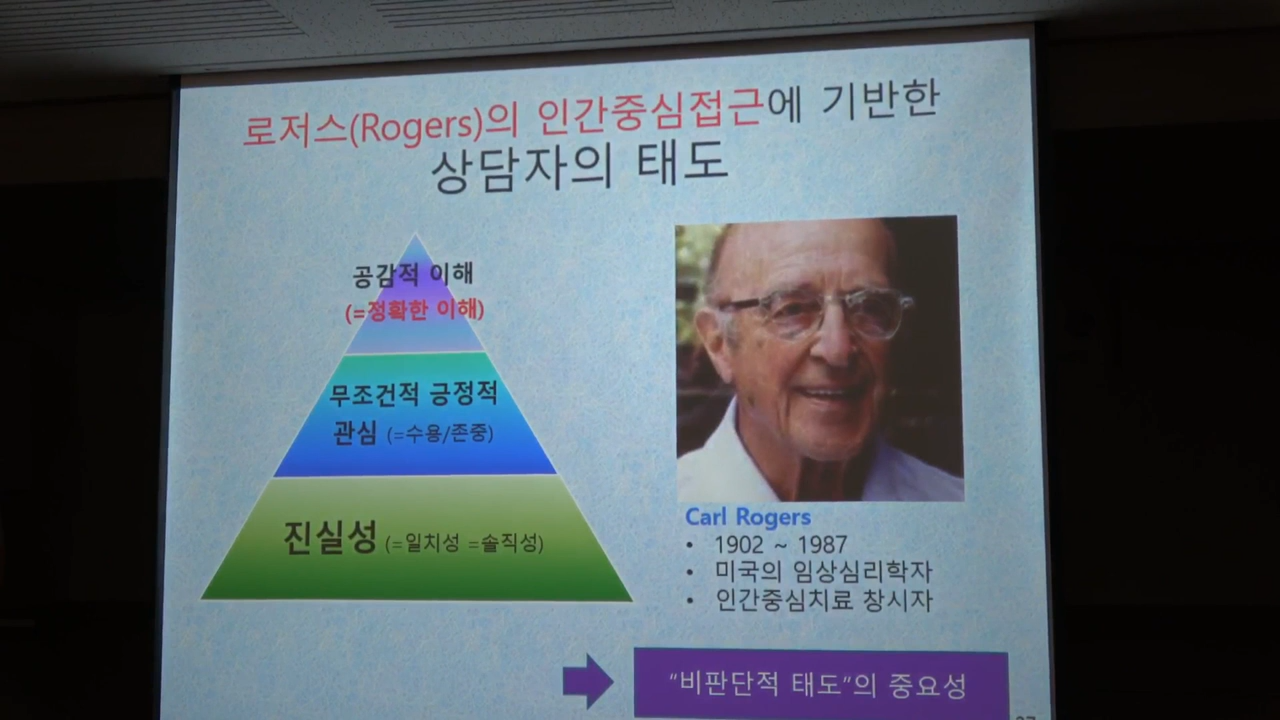 로저스(Rogers)의 인간중심접근에 기반한
상담자의 태도
공감적 이해
(=정확한 이해)
무조건적 긍정적
관심 (=수용/존중)
진실성 (=일치성 =솔직성)
Carl Rogers
• 1902 ~ 1987
• 미국의 임상심리학자
• 인간중심치료 창시자
"비판단적 태도"의 중요성